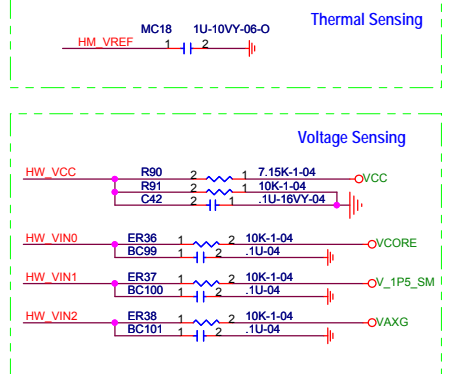 Thermal Sensing
MC18 1U-10VY-06-O
HM_VREF 1 2
Voltage Sensing
HW_VCC R90 2 1 7.15K-1-04 VCC
R91 2 1 10K-1-04
C42 2 1 .1U-16VY-04
HW_VIN0 ER36 1 2 10K-1-04 VCORE
BC99 1 2 .1U-04
HW_VIN1 ER37 1 2 10K-1-04 V_1P5_SM
BC100 1 2 .1U-04
HW_VIN2 ER38 1 2 10K-1-04 VAXG
BC101 1 2 .1U-04